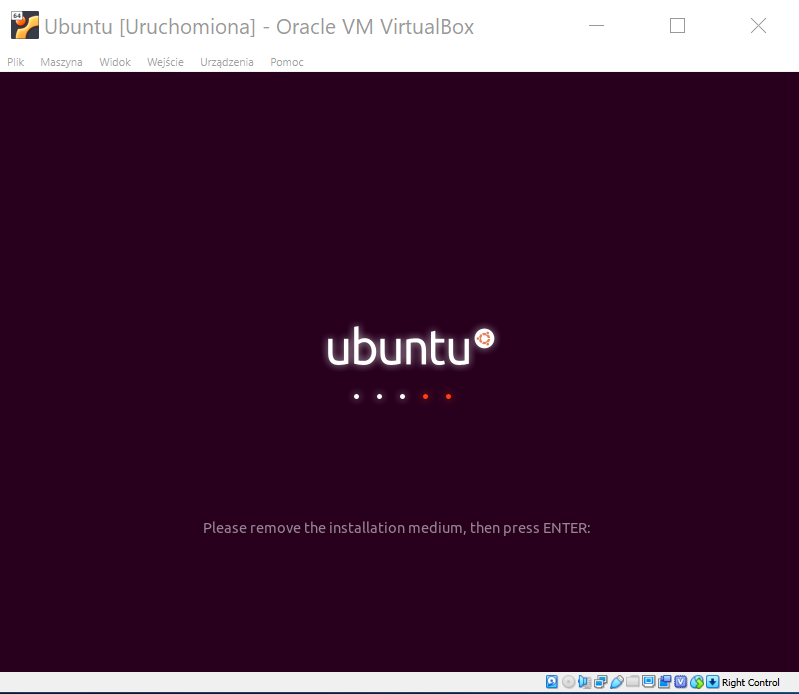 64
Ubuntu [Uruchomiona] - Oracle VM VirtualBox
Plik Maszyna Widok Wejście Urządzenia Pomoc
ubuntu
Please remove the installation medium, then press ENTER:
V
Right Control